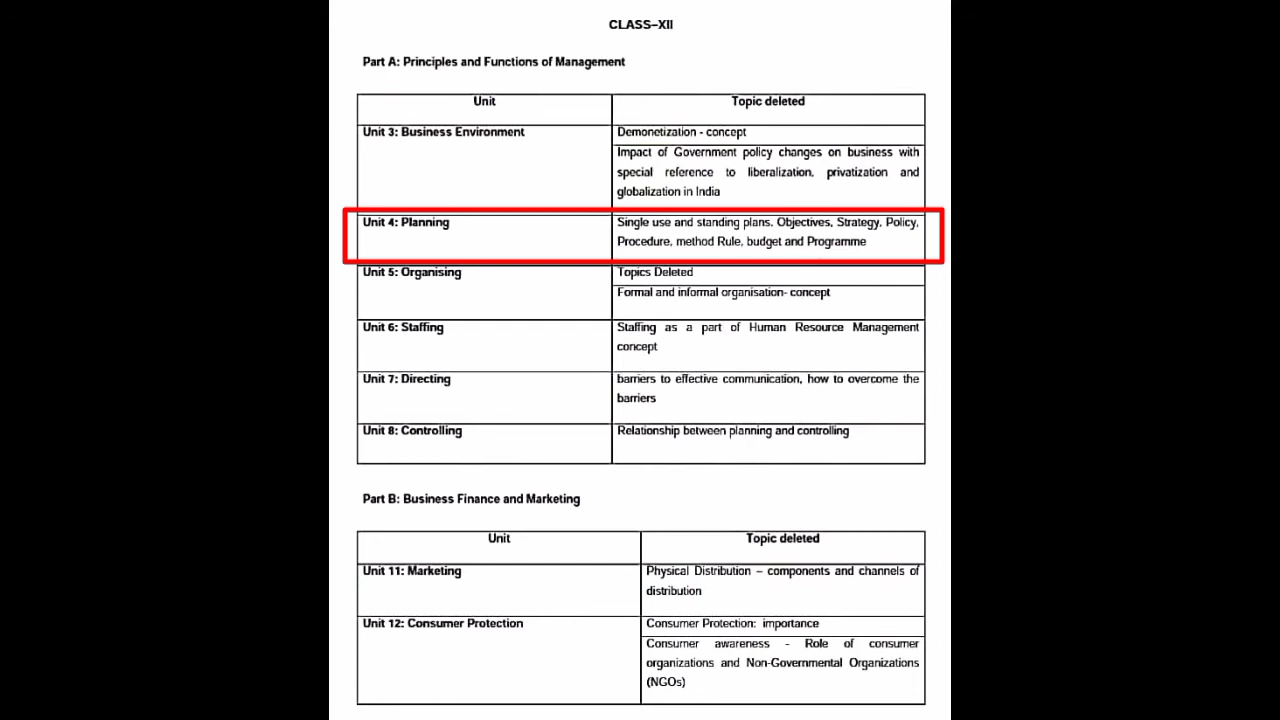 CLASS–XII
Part A: Principles and Functions of Management
Unit
Topic deleted
Unit 3: Business Environment
Demonetization - concept
Impact of Government policy changes on business with
special reference to liberalization, privatization and
globalization in India
Unit 4: Planning
Single use and standing plans. Objectives, Strategy, Policy,
Procedure, method Rule, budget and Programme
Unit 5: Organising
Topics Deleted
Formal and informal organisation- concept
Unit 6: Staffing
Staffing as a part of Human Resource Management
concept
Unit 7: Directing
barriers to effective communication, how to overcome the
barriers
Unit 8: Controlling
Relationship between planning and controlling
Part B: Business Finance and Marketing
Unit
Topic deleted
Unit 11: Marketing
Physical Distribution – components and channels of
distribution
Unit 12: Consumer Protection
Consumer Protection: importance
Consumer awareness - Role of consumer
organizations and Non-Governmental Organizations
(NGOs)